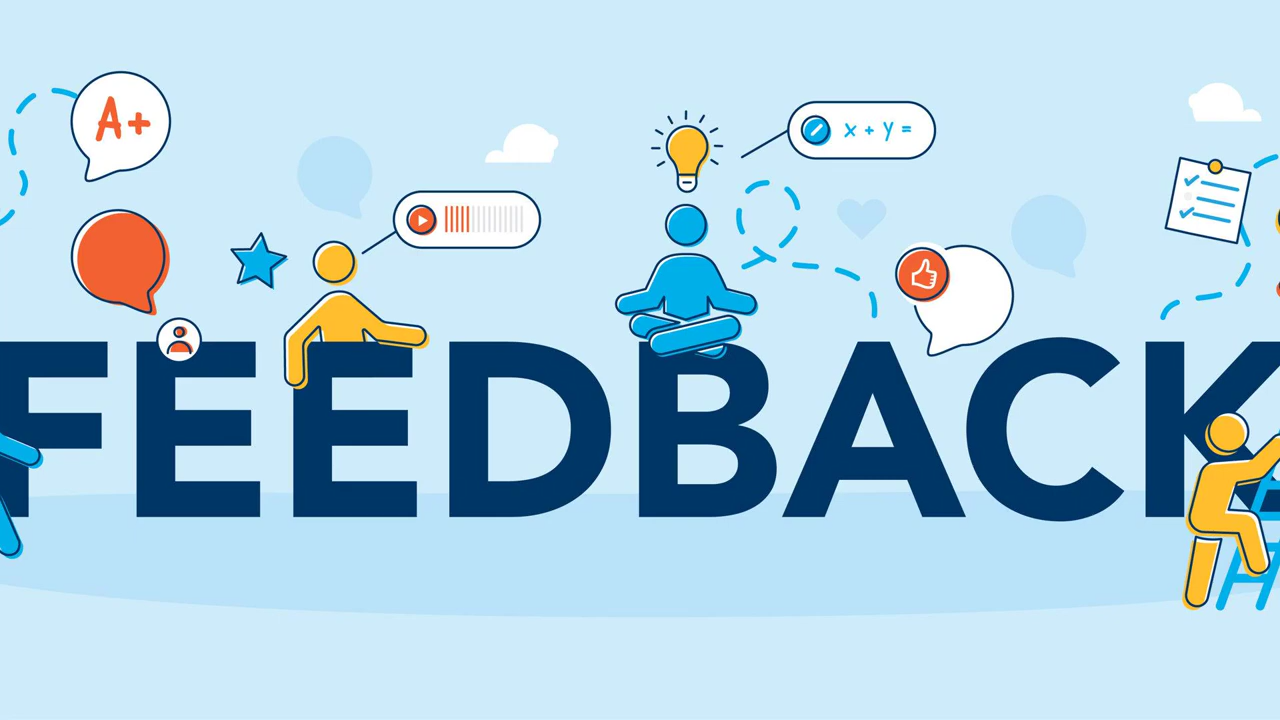 A+
x + y =
FEEDBACK